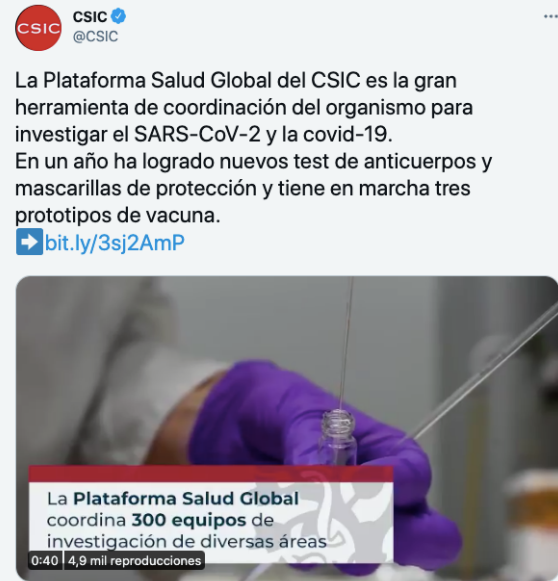 CSIC
CSIC
@CSIC
La Plataforma Salud Global del CSIC es la gran
herramienta de coordinación del organismo para
investigar el SARS-CoV-2 y la covid-19.
En un año ha logrado nuevos test de anticuerpos y
mascarillas de protección y tiene en marcha tres
prototipos de vacuna.
➡bit.ly/3sj2AmP
La Plataforma Salud Global
coordina 300 equipos de
investigación de diversas áreas
0:40 4,9 mil reproducciones